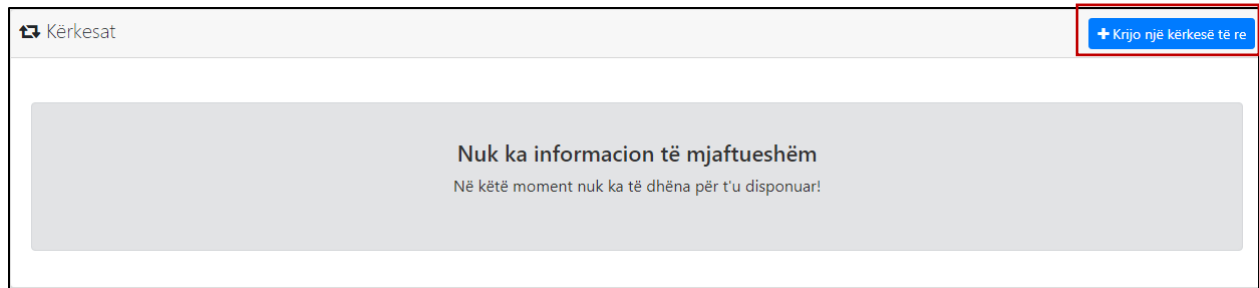 Kërkesat
+ Krijo një kërkesë të re
Nuk ka informacion të mjaftueshëm
Në këtë moment nuk ka të dhëna për t'u disponuar!